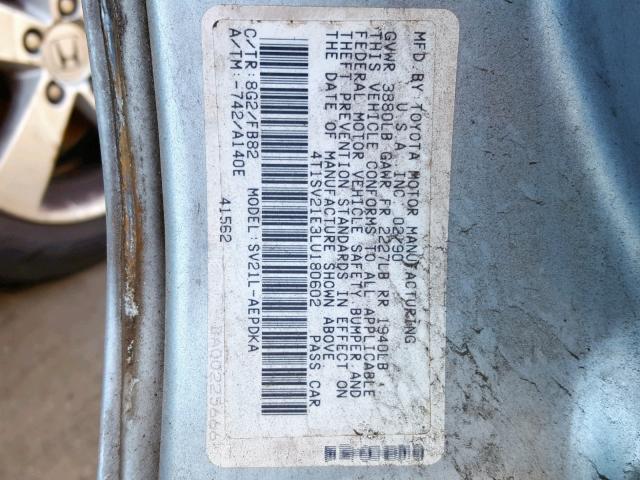 MFD. BY TOYOTA MOTOR MANUFACTURING
U S A INC 02/90
GVWR 3880LB GAWR FR 2227LB RR 1940LB
THIS VEHICLE CONFORMS TO ALL APPLICABLE
FEDERAL MOTOR VEHICLE SAFETY, BUMPER AND
THEFT PREVENTION STANDARDS IN EFFECT ON
THE DATE OF MANUFACTURE SHOWN ABOVE.
4T1SV21E3LU180602 PASS.CAR
C/TR: 8G2/FB82 MODEL: SV21L-AEPDKA
A/TM: -742/A140E
41562